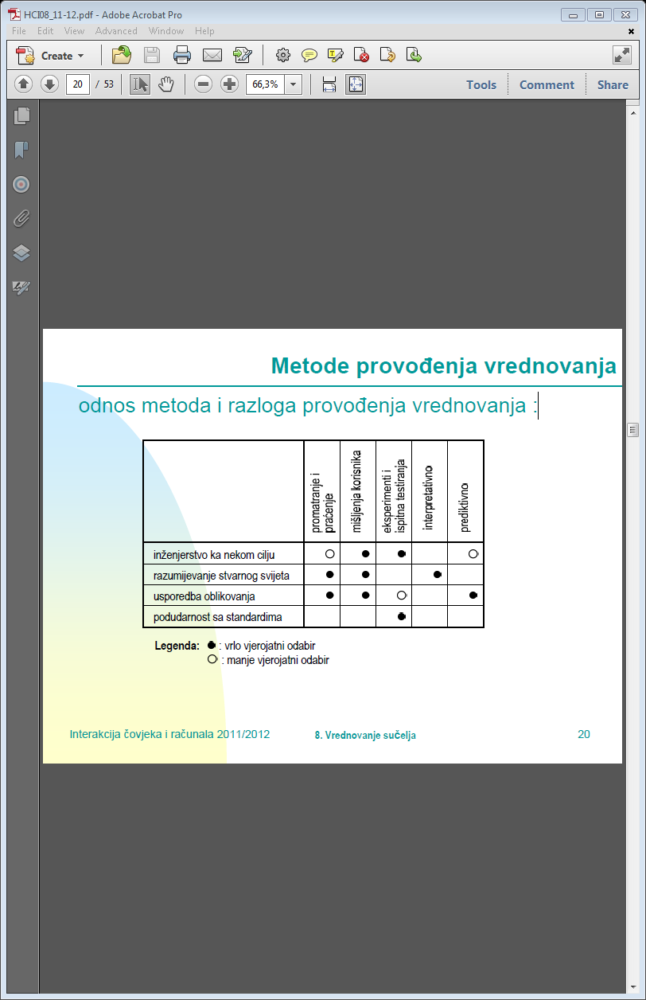 HCI08_11-12.pdf - Adobe Acrobat Pro
File Edit View Advanced Window Help
Create
20 / 53 66,3% Tools Comment Share
Metode provođenja vrednovanja
odnos metoda i razloga provođenja vrednovanja :
promatranje i
praćenje
mišljenja korisnika
eksperimenti i
ispitna testiranja
interpretativno
prediktivno
inženjerstvo ka nekom cilju
razumijevanje stvarnog svijeta
usporedba oblikovanja
podudarnost sa standardima
Legenda: ● : vrlo vjerojatni odabir
○ : manje vjerojatni odabir
Interakcija čovjeka i računala 2011/2012 8. Vrednovanje sučelja 20